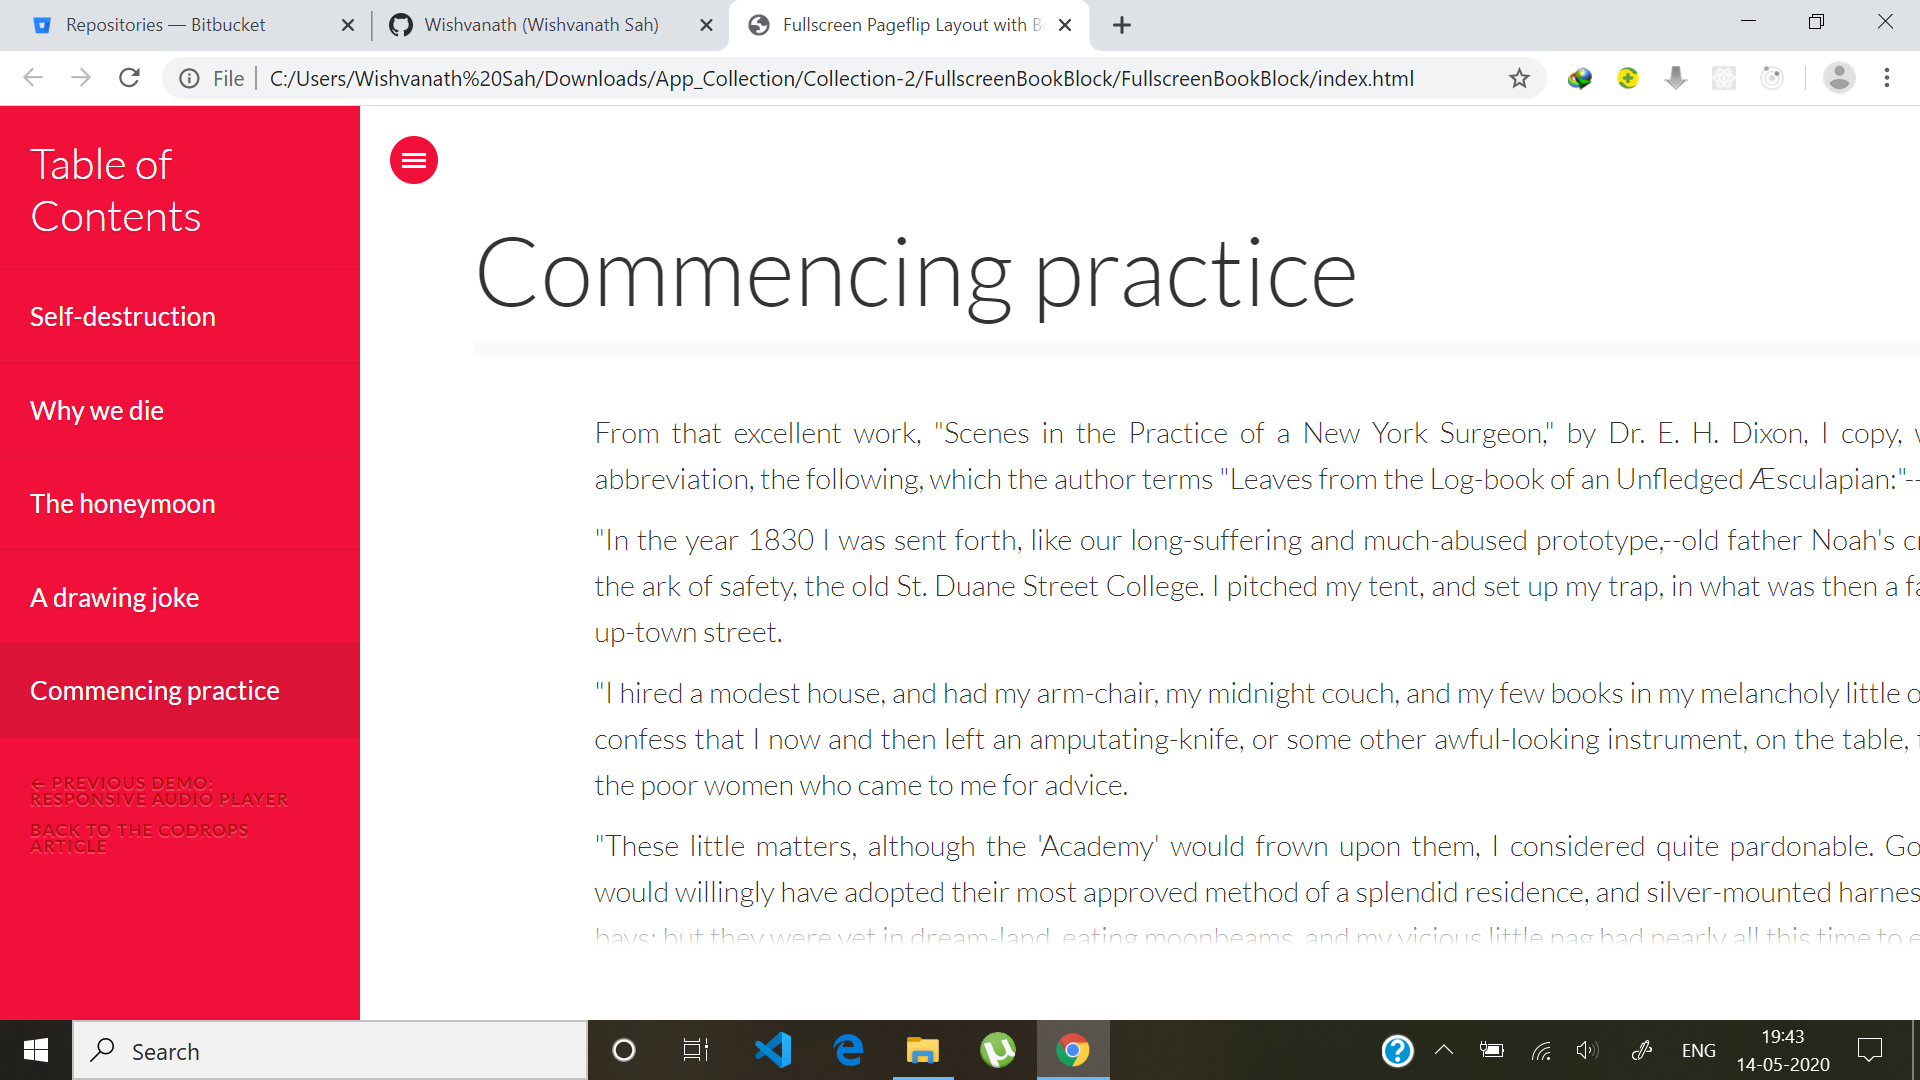 Repositories — Bitbucket
Wishvanath (Wishvanath Sah)
Fullscreen Pageflip Layout with
File
C:/Users/Wishvanath%20Sah/Downloads/App_Collection/Collection-2/FullscreenBookBlock/FullscreenBookBlock/index.html
Table of
Contents
Self-destruction
Why we die
The honeymoon
A drawing joke
Commencing practice
← PREVIOUS DEMO:
RESPONSIVE AUDIO PLAYER
BACK TO THE CODROPS
ARTICLE
Commencing practice
From that excellent work, "Scenes in the Practice of a New York Surgeon," by Dr. E. H. Dixon, I copy,
abbreviation, the following, which the author terms "Leaves from the Log-book of an Unfledged Æsculapian:"--
"In the year 1830 I was sent forth, like our long-suffering and much-abused prototype,--old father Noah's
the ark of safety, the old St. Duane Street College. I pitched my tent, and set up my trap, in what was then a
up-town street.
"I hired a modest house, and had my arm-chair, my midnight couch, and my few books in my melancholy little
confess that I now and then left an amputating-knife, or some other awful-looking instrument, on the table,
the poor women who came to me for advice.
"These little matters, although the 'Academy' would frown upon them, I considered quite pardonable.
would willingly have adopted their most approved method of a splendid residence, and silver-mounted
bays; but they were yet in dream-land, eating moonbeams, and my vicious little nag had nearly all this time to
Search
ENG
19:43
14-05-2020